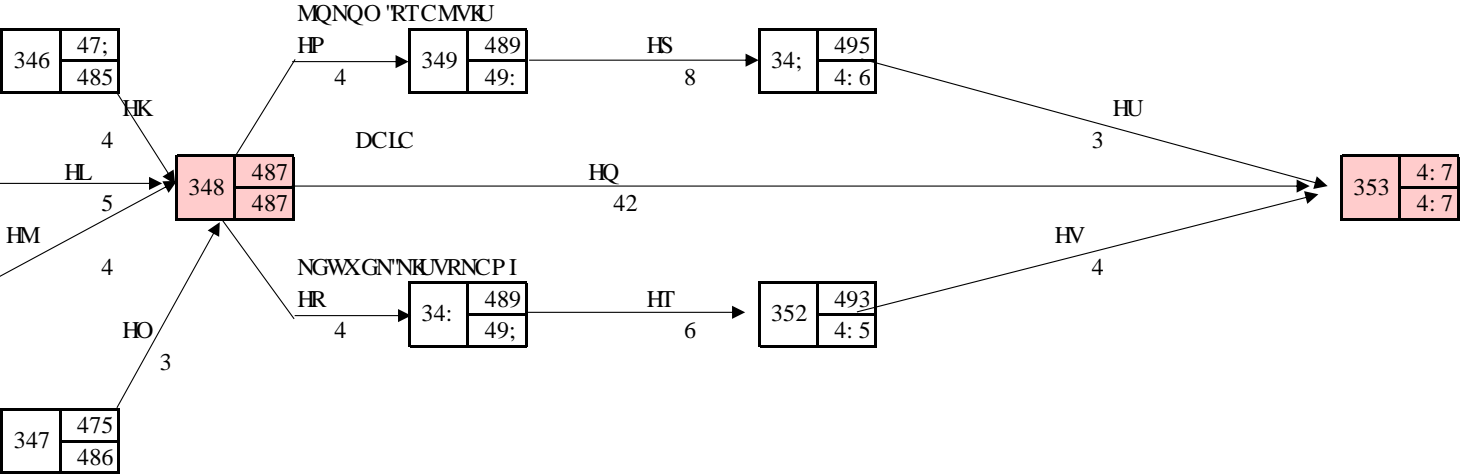 MQNQO "RTCMVKU
346 47; 485
HP 4
349 489 49:
HS 8
34; 495 4: 6
HK 4
HU 3
DCLC
HL 5
348 487 487
HQ 42
353 4: 7 4: 7
HM 4
HV 4
NGWXGN"NKUVRNCPI
HR 4
34: 489 49;
HT 6
352 493 4: 5
HO 3
347 475 486